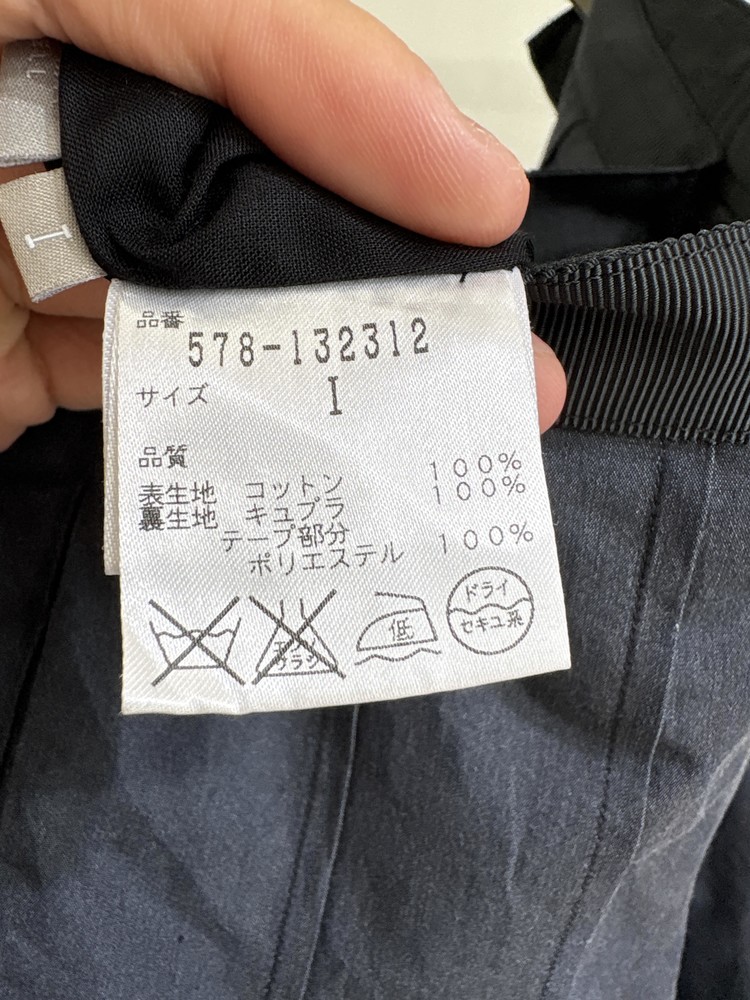 品番
578-132312
サイズ
I
品質
表生地 コットン 100%
裏生地 キュプラ 100%
テープ部分
ポリエステル 100%
低
ドライ
セキユ系
I